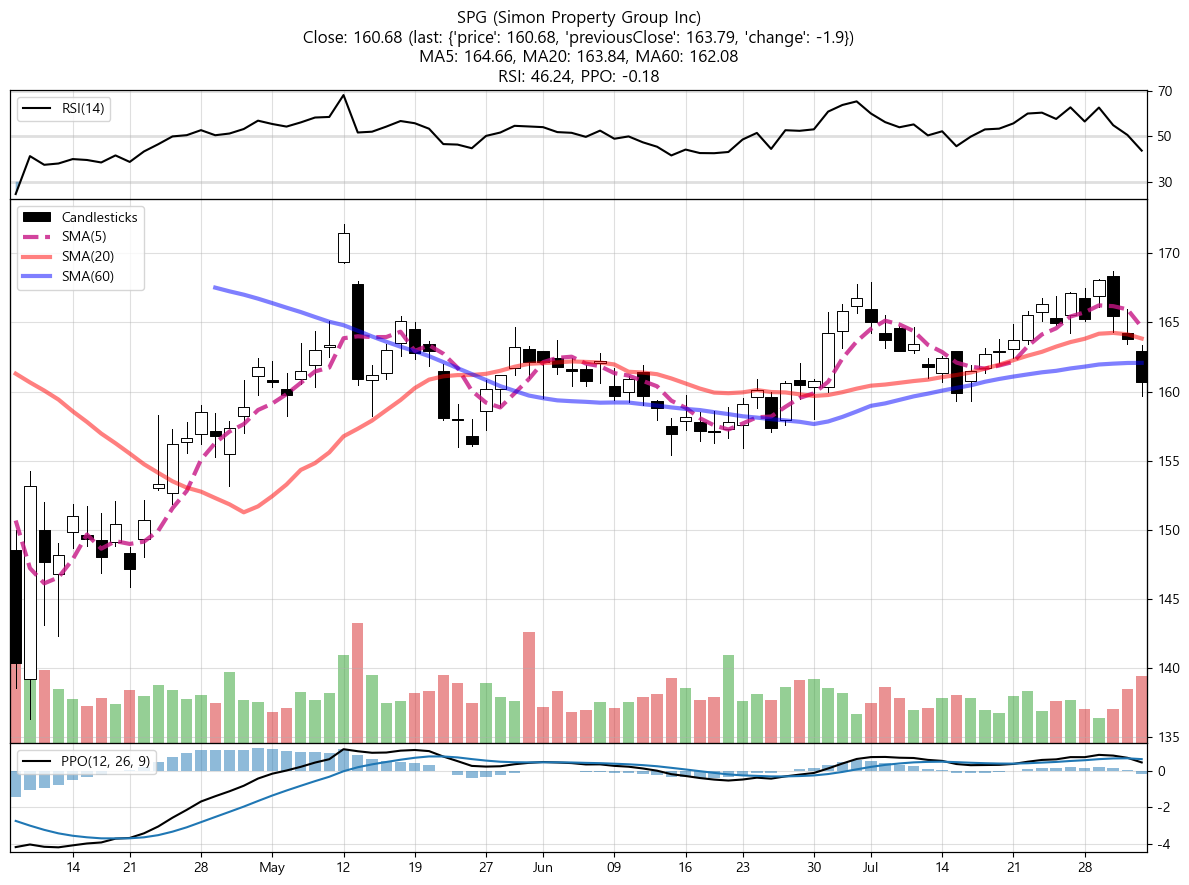 SPG (Simon Property Group Inc)
Close: 160.68 (last: {'price': 160.68, 'previousClose': 163.79, 'change': -1.9})
MA5: 164.66, MA20: 163.84, MA60: 162.08
RSI: 46.24, PPO: -0.18
RSI(14)
70
50
30
Candlesticks
SMA(5)
SMA(20)
SMA(60)
170
165
160
155
150
145
140
135
PPO(12, 26, 9)
0
-2
-4
14 21 28 May 12 19 27 Jun 09 16 23 30 Jul 14 21 28